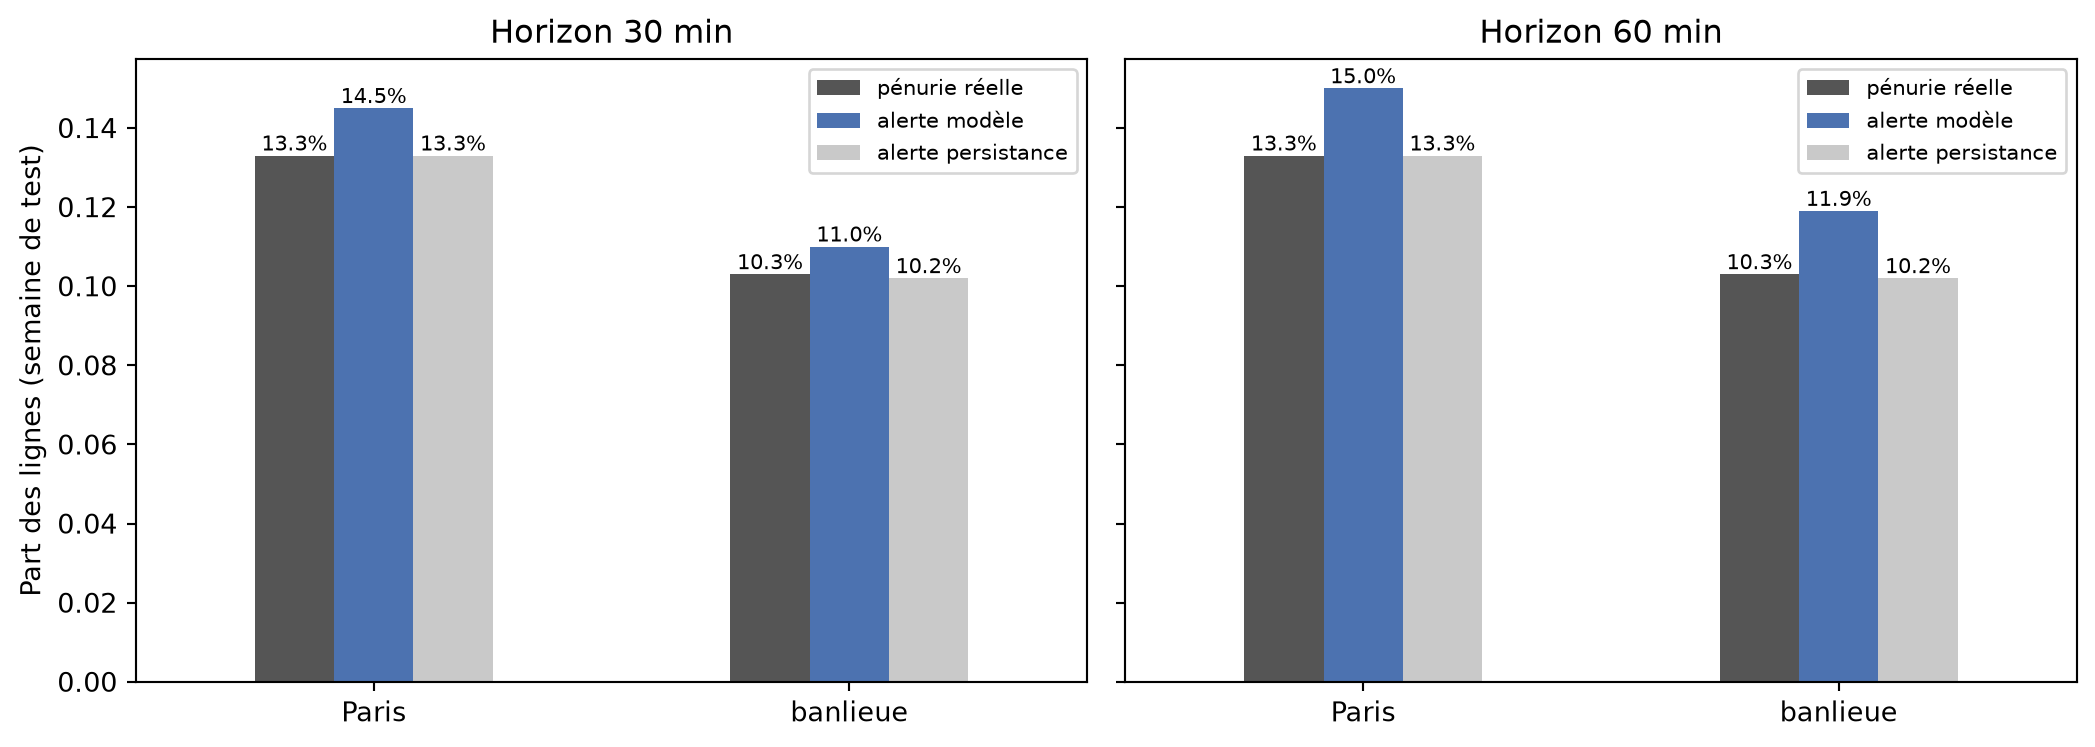 Horizon 30 min
Part des lignes (semaine de test)
0.14
0.12
0.10
0.08
0.06
0.04
0.02
0.00
13.3%
14.5%
13.3%
10.3%
11.0%
10.2%
pénurie réelle
alerte modèle
alerte persistance
Paris
banlieue
Horizon 60 min
13.3%
15.0%
13.3%
10.3%
11.9%
10.2%
pénurie réelle
alerte modèle
alerte persistance
Paris
banlieue